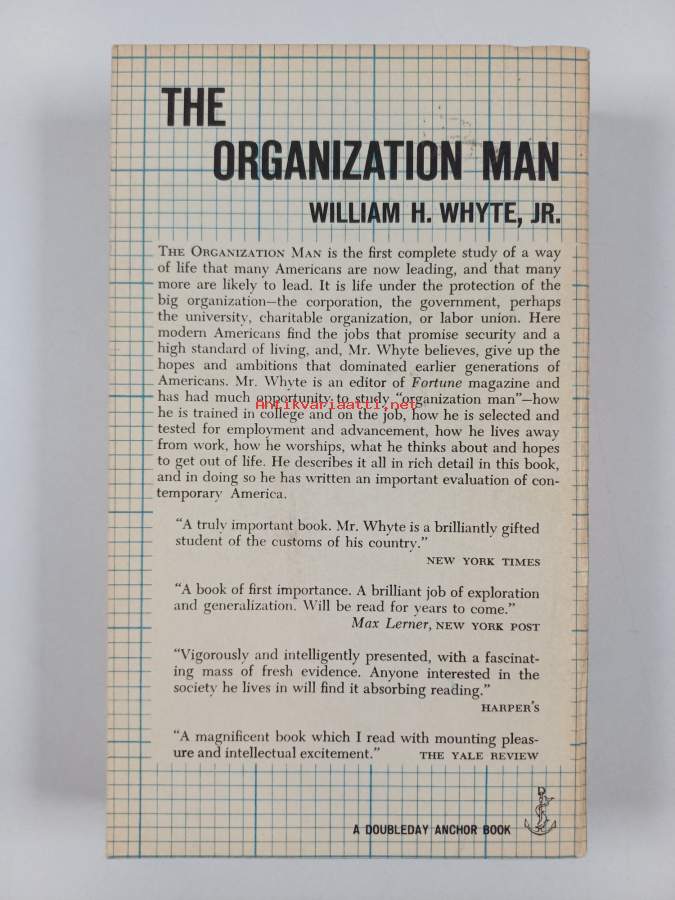 THE
ORGANIZATION MAN
WILLIAM H. WHYTE, JR.
THE ORGANIZATION MAN is the first complete study of a way
of life that many Americans are now leading, and that many
more are likely to lead. It is life under the protection of the
big organization—the corporation, the government, perhaps
the university, charitable organization, or labor union. Here
modern Americans find the jobs that promise security and a
high standard of living, and, Mr. Whyte believes, give up the
hopes and ambitions that dominated earlier generations of
Americans. Mr. Whyte is an editor of Fortune magazine and
has had much opportunity to study “organization man”—how
Antikvariaatti.net
he is trained in college and on the job, how he is selected and
tested for employment and advancement, how he lives away
from work, how he worships, what he thinks about and hopes
to get out of life. He describes it all in rich detail in this book,
and in doing so he has written an important evaluation of con-
temporary America.
“A truly important book. Mr. Whyte is a brilliantly gifted
student of the customs of his country.”
NEW YORK TIMES
“A book of first importance. A brilliant job of exploration
and generalization. Will be read for years to come.”
Max Lerner, NEW YORK POST
“Vigorously and intelligently presented, with a fascinat-
ing mass of fresh evidence. Anyone interested in the
society he lives in will find it absorbing reading.”
HARPER'S
“A magnificent book which I read with mounting pleas-
ure and intellectual excitement.” THE YALE REVIEW
A DOUBLEDAY ANCHOR BOOK